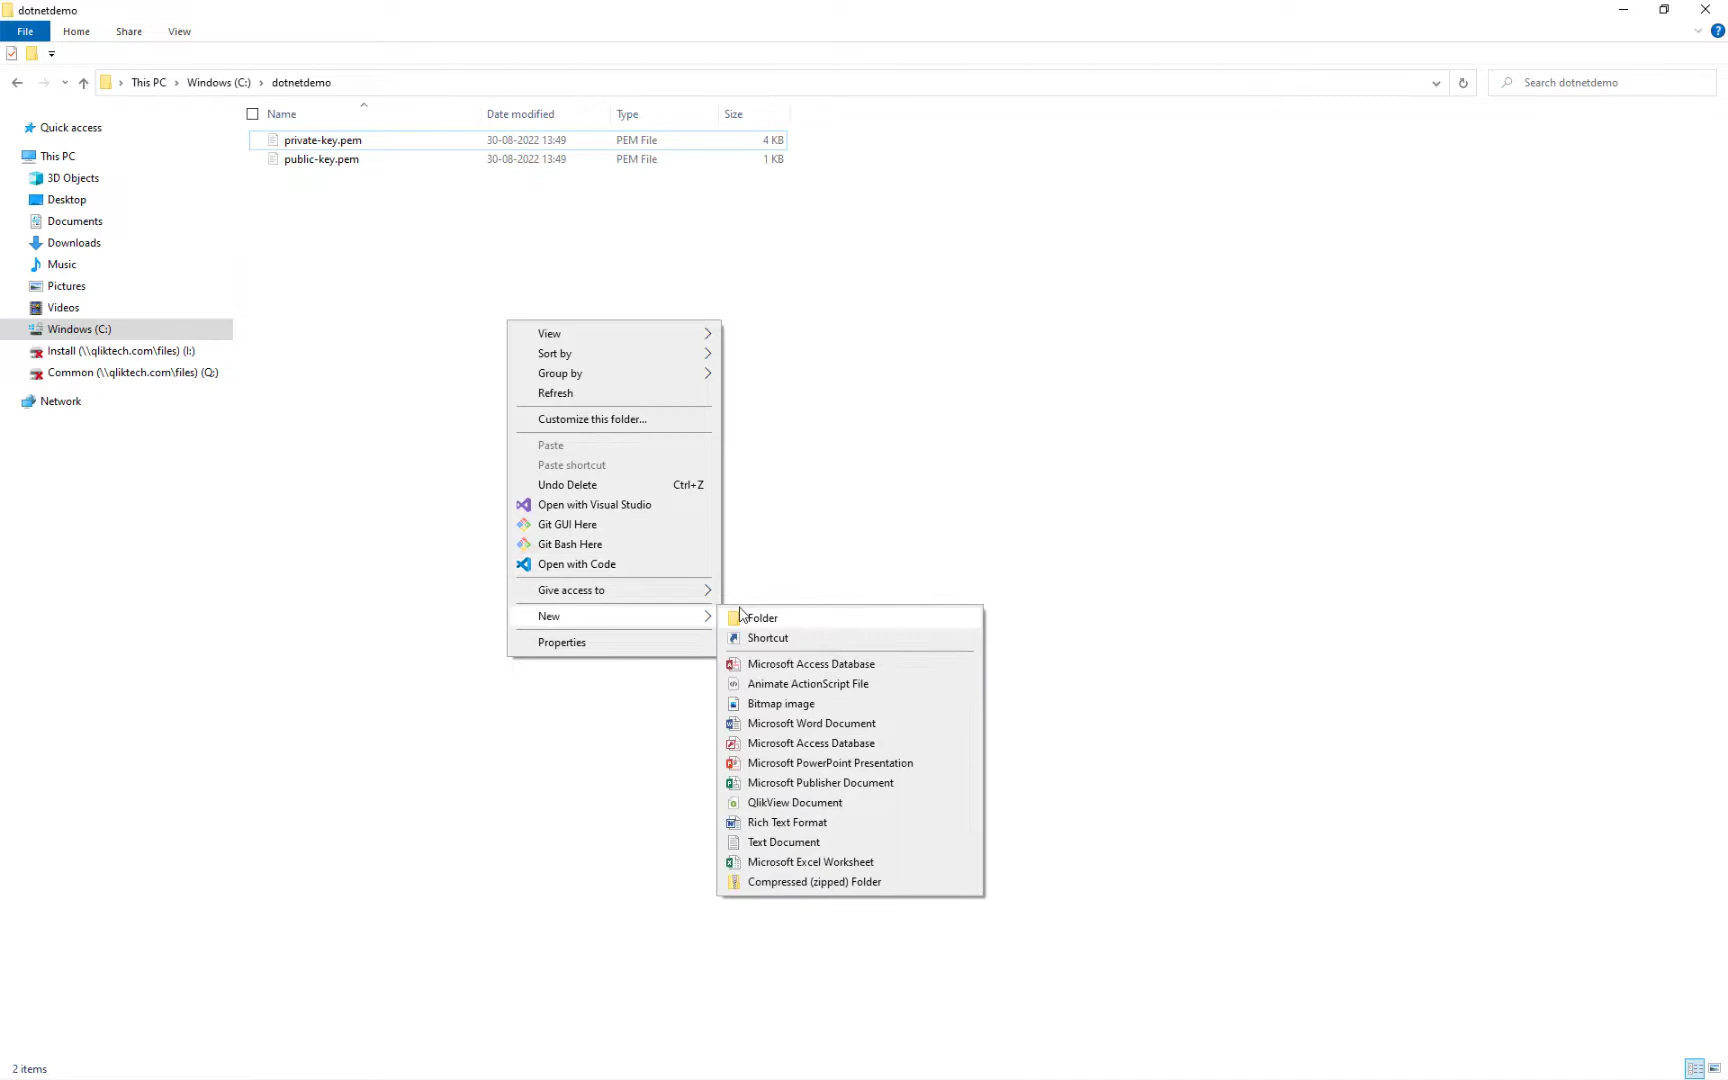 dotnetdemo
File Home Share View
This PC Windows (C:) dotnetdemo
Search dotnetdemo
Name Date modified Type Size
private-key.pem 30-08-2022 13:49 PEM File 4 KB
public-key.pem 30-08-2022 13:49 PEM File 1 KB
Quick access
This PC
3D Objects
Desktop
Documents
Downloads
Music
Pictures
Videos
Windows (C:)
Install (\\qliktech.com\files) (I:)
Common (\\qliktech.com\files) (Q:)
Network
View
Sort by
Group by
Refresh
Customize this folder...
Paste
Paste shortcut
Undo Delete Ctrl+Z
Open with Visual Studio
Git GUI Here
Git Bash Here
Open with Code
Give access to
New
Properties
Folder
Shortcut
Microsoft Access Database
Animate ActionScript File
Bitmap image
Microsoft Word Document
Microsoft Access Database
Microsoft PowerPoint Presentation
Microsoft Publisher Document
QlikView Document
Rich Text Format
Text Document
Microsoft Excel Worksheet
Compressed (zipped) Folder
2 items